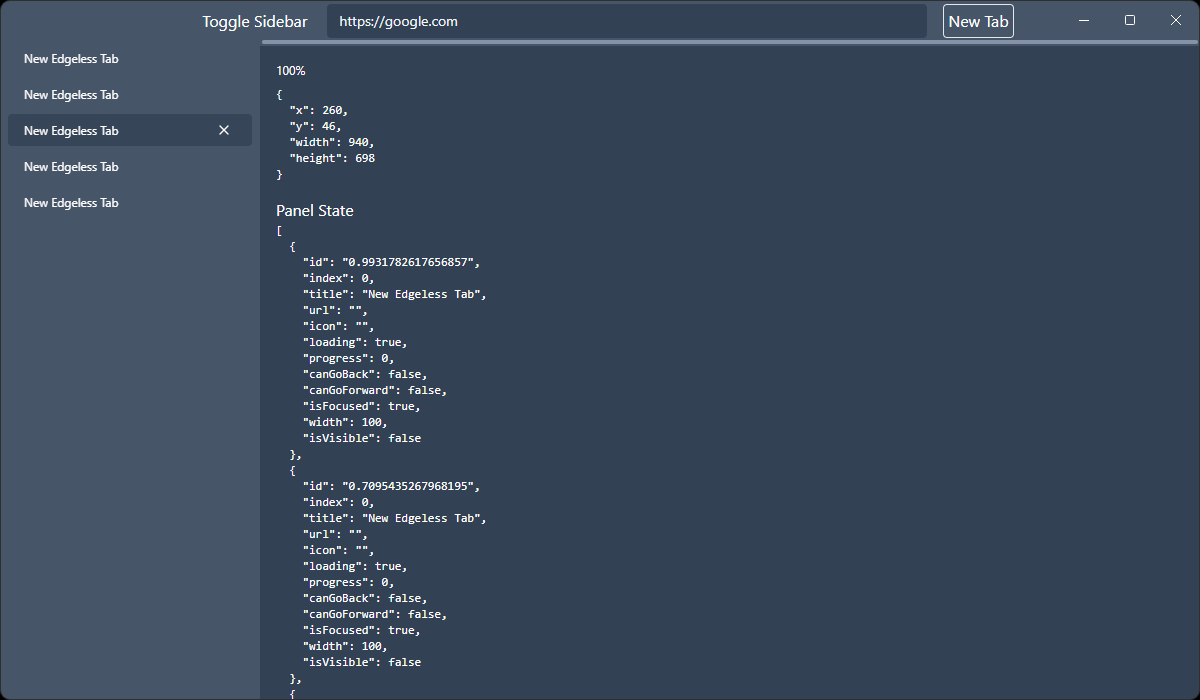 Toggle Sidebar
https://google.com
New Tab
New Edgeless Tab
New Edgeless Tab
New Edgeless Tab
New Edgeless Tab
New Edgeless Tab
100%
{
  "x": 260,
  "y": 46,
  "width": 940,
  "height": 698
}
Panel State
[
  {
    "id": "0.9931782617656857",
    "index": 0,
    "title": "New Edgeless Tab",
    "url": "",
    "icon": "",
    "loading": true,
    "progress": 0,
    "canGoBack": false,
    "canGoForward": false,
    "isFocused": true,
    "width": 100,
    "isVisible": false
  },
  {
    "id": "0.7095435267968195",
    "index": 0,
    "title": "New Edgeless Tab",
    "url": "",
    "icon": "",
    "loading": true,
    "progress": 0,
    "canGoBack": false,
    "canGoForward": false,
    "isFocused": true,
    "width": 100,
    "isVisible": false
  },
  {